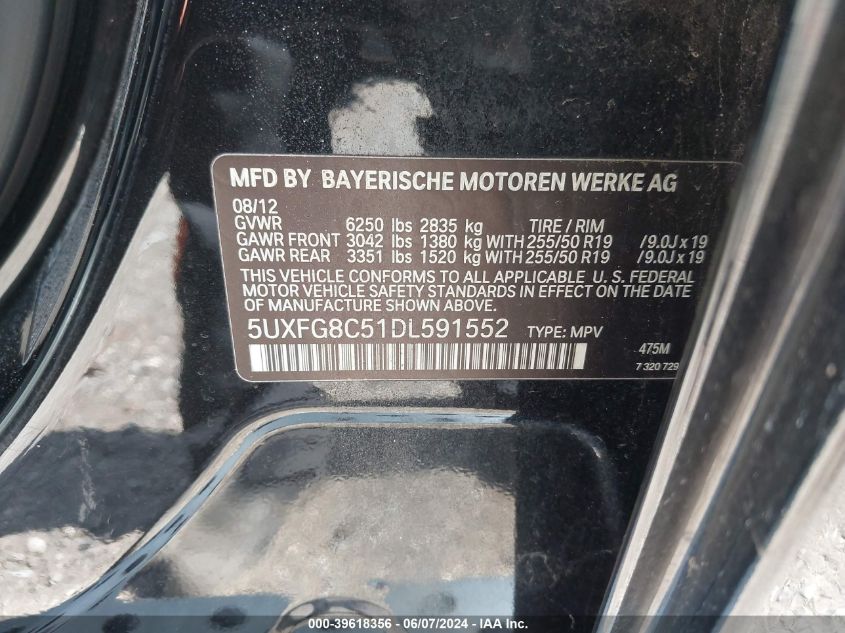 MFD BY BAYERISCHE MOTOREN WERKE AG
08/12
GVWR 6250 lbs 2835 kg TIRE / RIM
GAWR FRONT 3042 lbs 1380 kg WITH 255/50 R19 /9.0J x 19
GAWR REAR 3351 lbs 1520 kg WITH 255/50 R19 /9.0J x 19
THIS VEHICLE CONFORMS TO ALL APPLICABLE U. S. FEDERAL
MOTOR VEHICLE SAFETY STANDARDS IN EFFECT ON THE DATE
OF MANUFACTURE SHOWN ABOVE.
5UXFG8C51DL591552 TYPE: MPV
475M
7 320 729
000-39618356 - 06/07/2024 - IAA Inc.